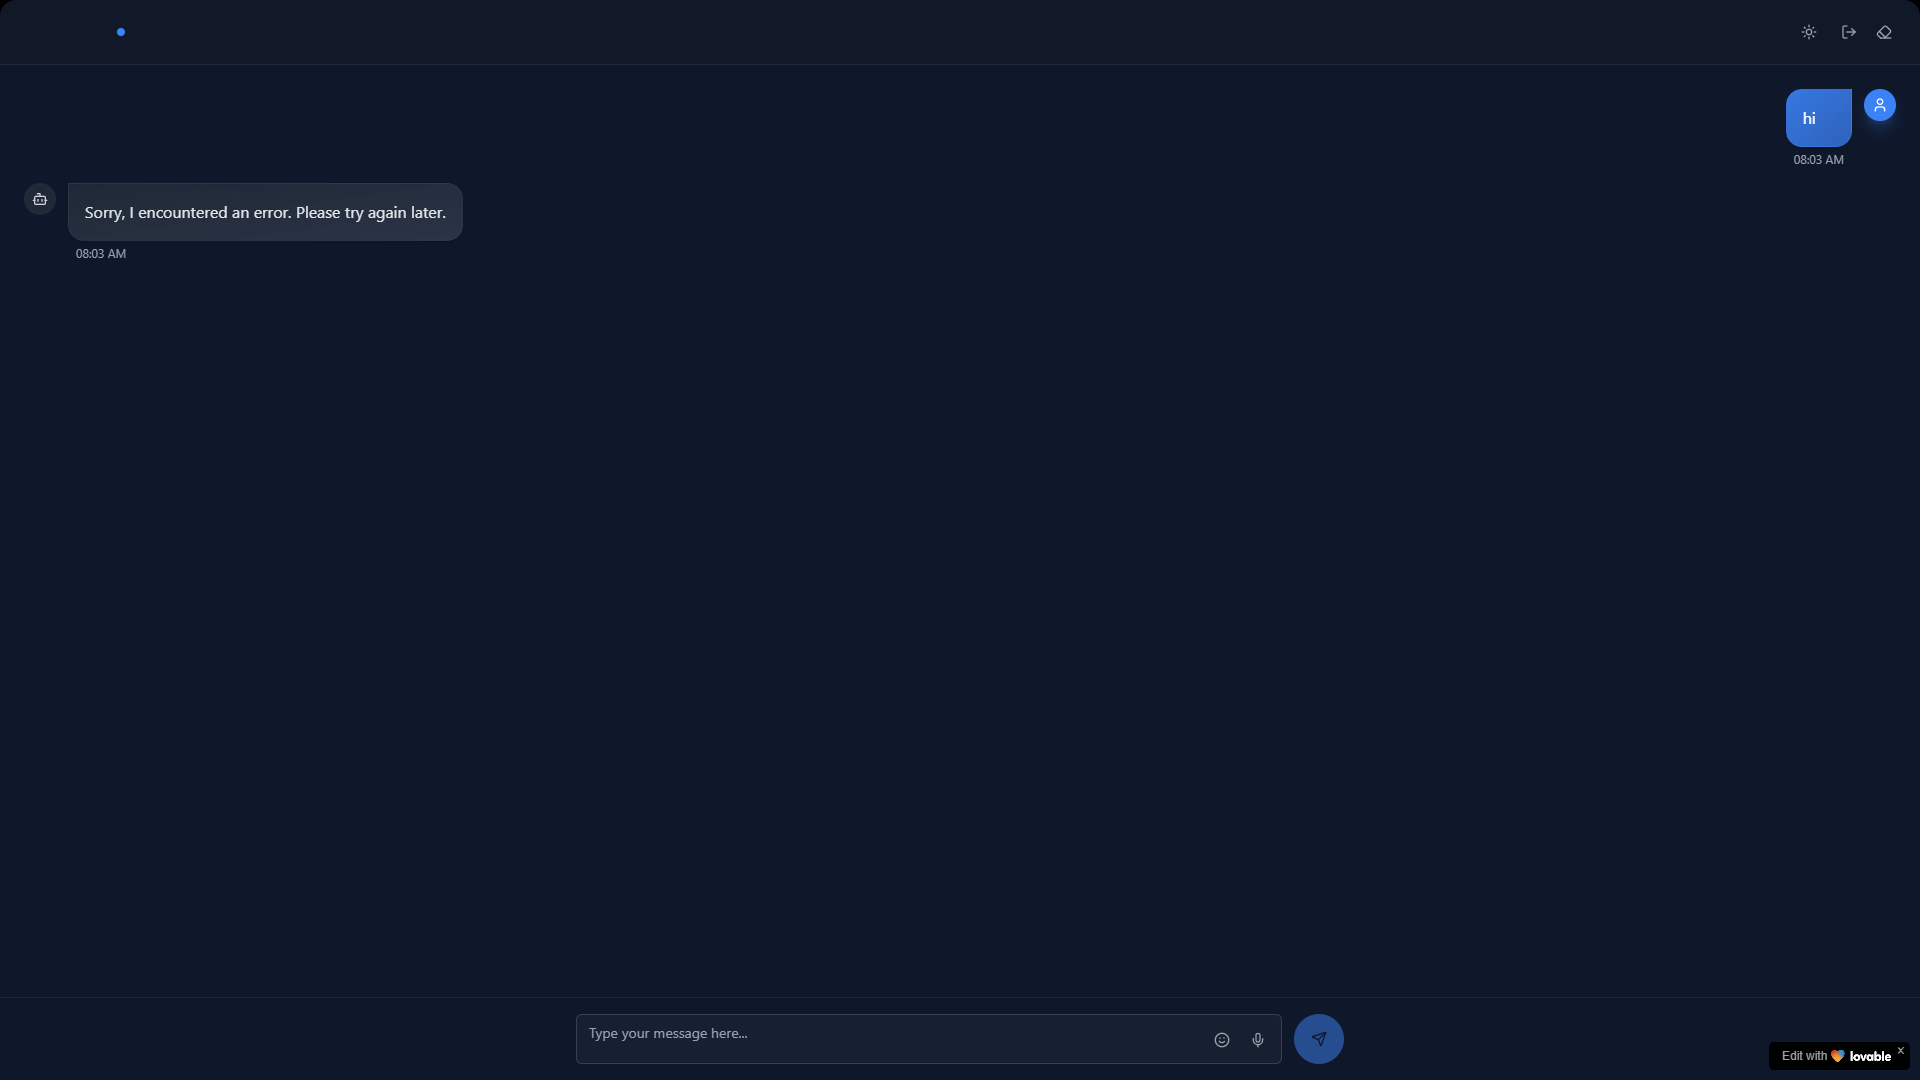 hi
08:03 AM
Sorry, I encountered an error. Please try again later.
08:03 AM
Type your message here...
Edit with lovable